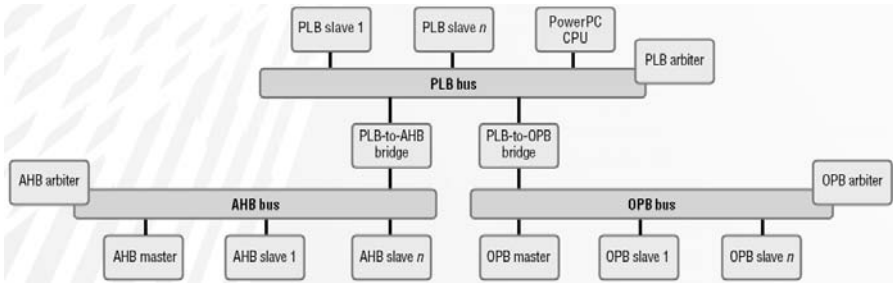 PLB slave 1
PLB slave n
PowerPC
CPU
PLB arbiter
PLB bus
PLB-to-AHB
bridge
PLB-to-OPB
bridge
AHB arbiter
OPB arbiter
AHB bus
OPB bus
AHB master
AHB slave 1
AHB slave n
OPB master
OPB slave 1
OPB slave n